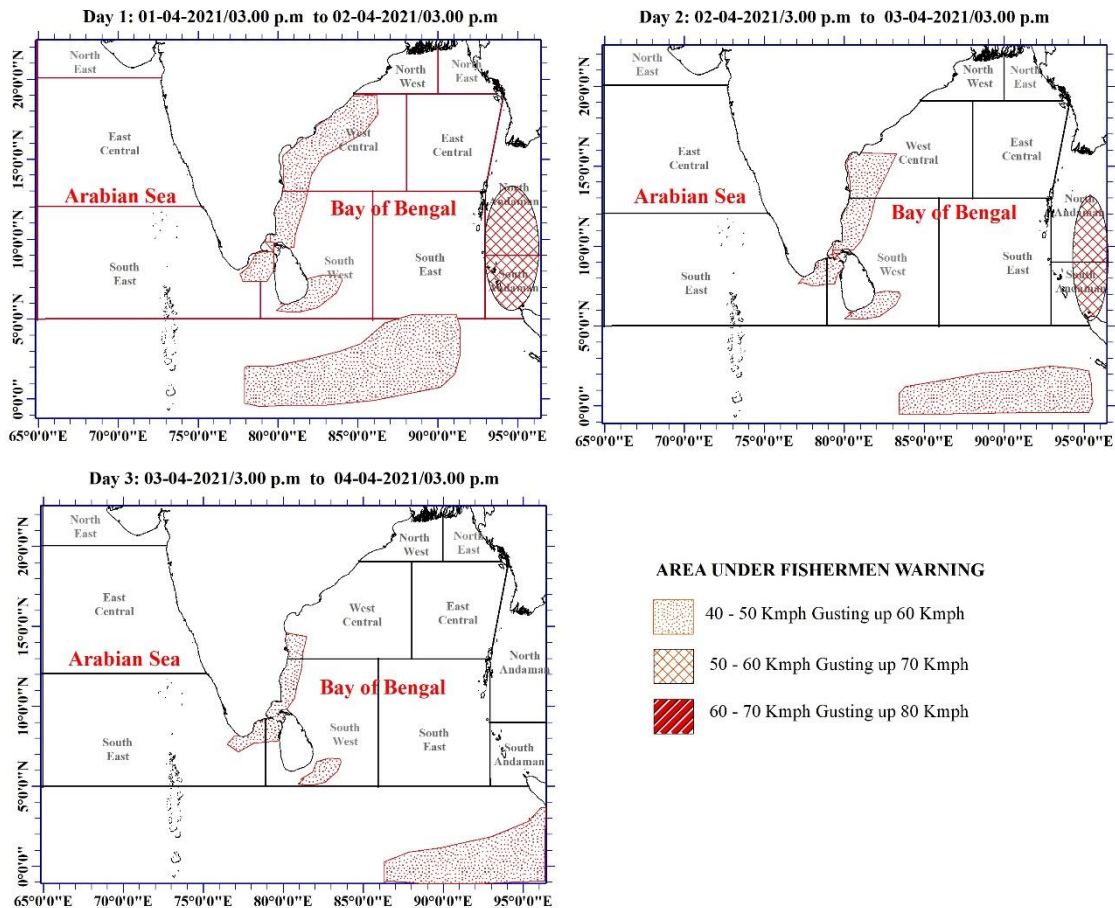 Day 1: 01-04-2021/03.00 p.m to 02-04-2021/03.00 p.m
North
East
North
West
North
East
East
Central
West
Central
East
Central
Arabian Sea
Bay of Bengal
North
Andaman
South
East
South
West
South
East
South
Andaman
20°0'0"N
15°0'0"N
10°0'0"N
5°0'0"N
0°0'0"
65°0'0"E 70°0'0"E 75°0'0"E 80°0'0"E 85°0'0"E 90°0'0"E 95°0'0"E
Day 2: 02-04-2021/03.00 p.m to 03-04-2021/03.00 p.m
North
East
North
West
North
East
East
Central
West
Central
East
Central
Arabian Sea
Bay of Bengal
North
Andaman
South
East
South
West
South
East
South
Andaman
20°0'0"N
15°0'0"N
10°0'0"N
5°0'0"N
0°0'0"
65°0'0"E 70°0'0"E 75°0'0"E 80°0'0"E 85°0'0"E 90°0'0"E 95°0'0"E
Day 3: 03-04-2021/3.00 p.m to 04-04-2021/03.00 p.m
North
East
North
West
North
East
East
Central
West
Central
East
Central
Arabian Sea
Bay of Bengal
North
Andaman
South
East
South
West
South
East
South
Andaman
20°0'0"N
15°0'0"N
10°0'0"N
5°0'0"N
0°0'0"
65°0'0"E 70°0'0"E 75°0'0"E 80°0'0"E 85°0'0"E 90°0'0"E 95°0'0"E
AREA UNDER FISHERMEN WARNING
40 - 50 Kmph Gusting up 60 Kmph
50 - 60 Kmph Gusting up 70 Kmph
60 - 70 Kmph Gusting up 80 Kmph